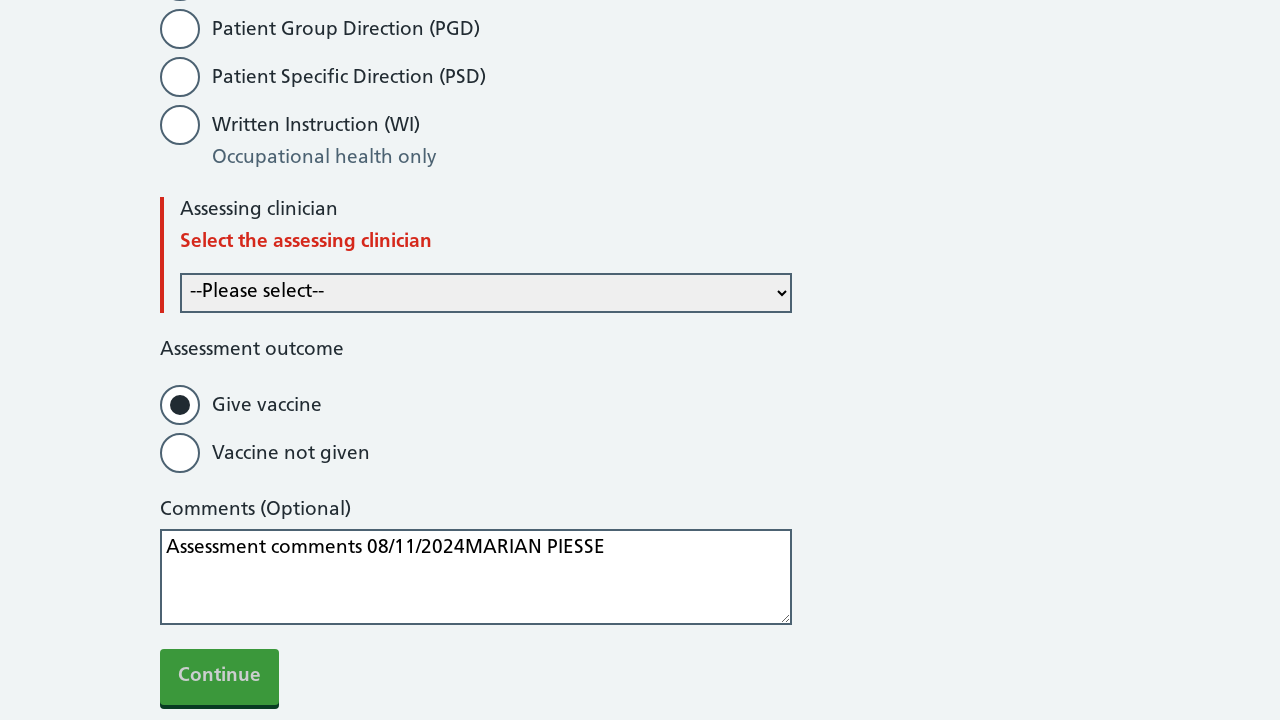 Patient Group Direction (PGD)
Patient Specific Direction (PSD)
Written Instruction (WI)
Occupational health only
Assessing clinician
Select the assessing clinician
--Please select--
Assessment outcome
Give vaccine
Vaccine not given
Comments (Optional)
Assessment comments 08/11/2024MARIAN PIESSE
Continue